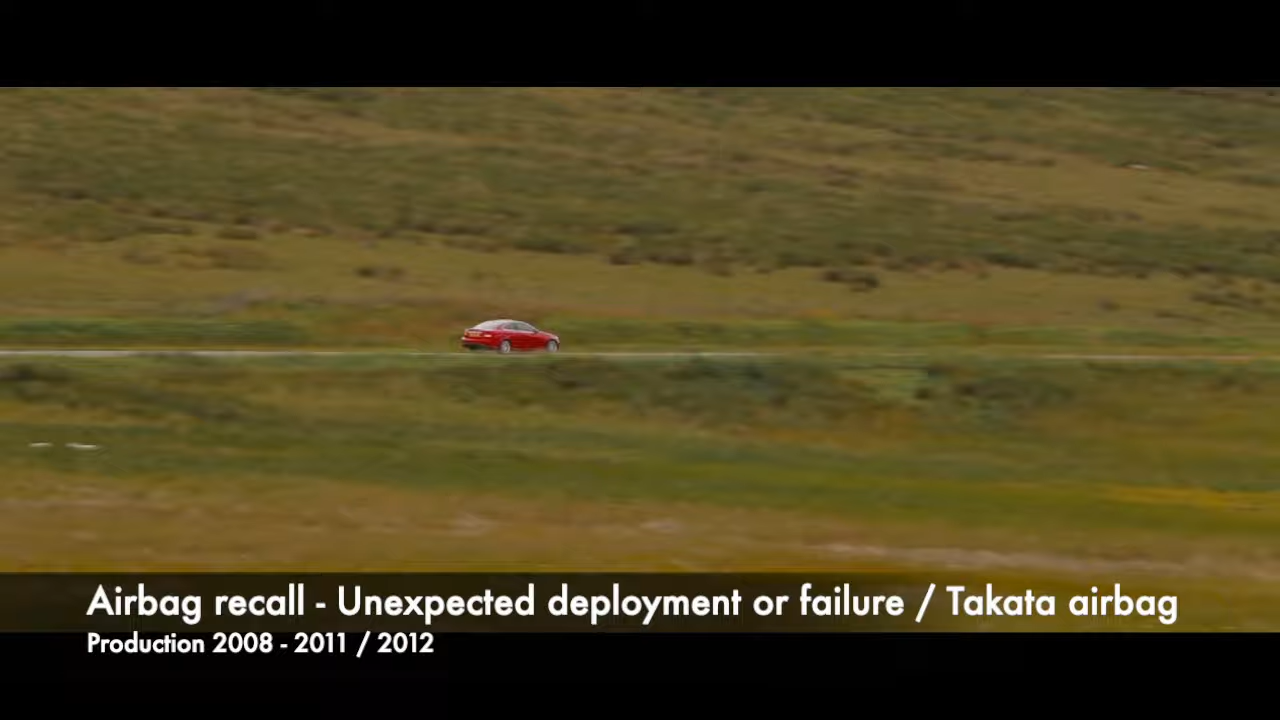 Airbag recall - Unexpected deployment or failure / Takata airbag
Production 2008 - 2011 / 2012